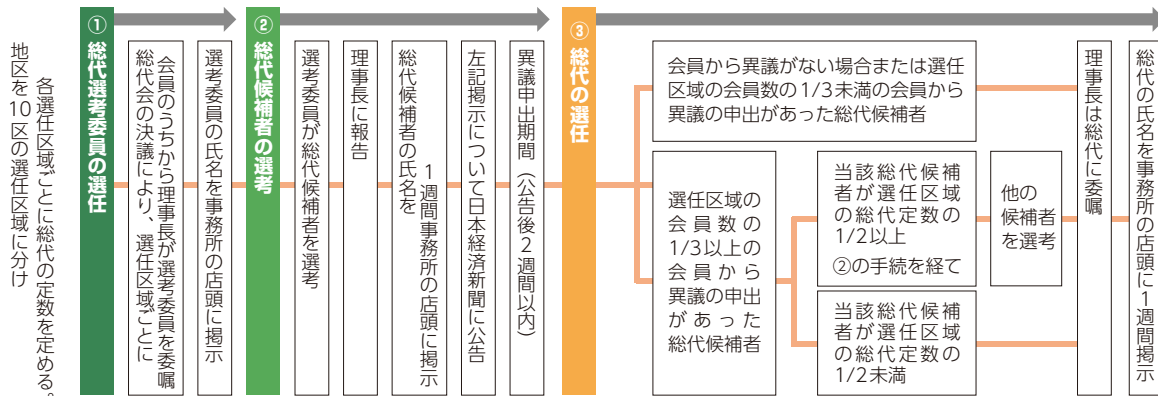 地区を10区の選任区域に分け
各選任区域ごとに総代の定数を定める。
① 総代選考委員の選任
総代会の決議により、選任区域ごとに
会員のうちから理事長が選考委員を委嘱
選考委員の氏名を事務所の店頭に掲示
② 総代候補者の選考
選考委員が総代候補者を選考
理事長に報告
総代候補者の氏名を
1週間事務所の店頭に掲示
左記掲示について日本経済新聞に公告
異議申出期間（公告後2週間以内）
③ 総代の選任
会員から異議がない場合または選任
区域の会員数の1/3未満の会員から
異議の申出があった総代候補者
選任区域の
会員数の
1/3以上の
会員から
異議の申出
があった
総代候補者
当該総代候補
者が選任区域
の総代定数の
1/2以上
②の手続を経て
他の
候補者
を選考
当該総代候補
者が選任区域
の総代定数の
1/2未満
理事長は総代に委嘱
総代の氏名を事務所の店頭に1週間掲示